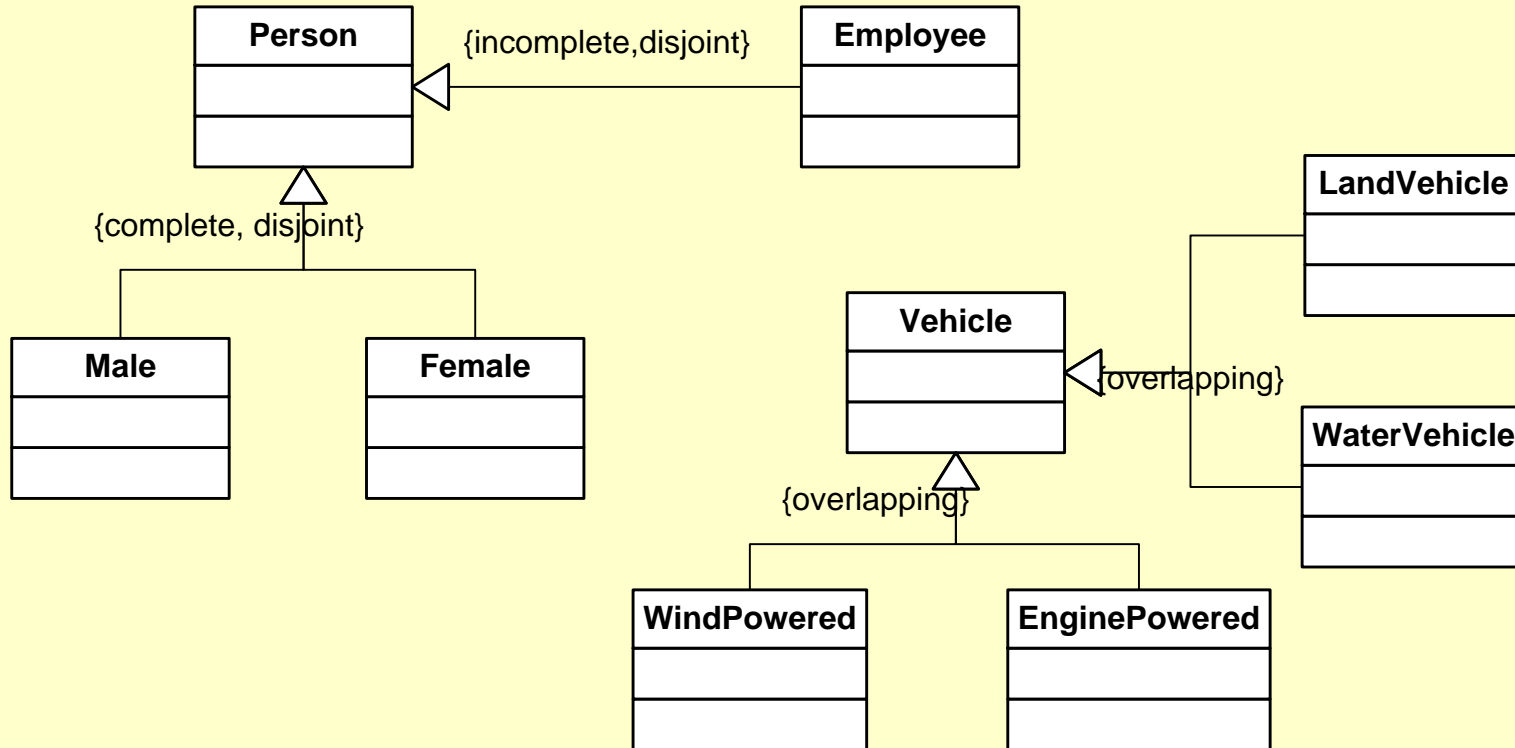 Person
{incomplete,disjoint}
Employee
LandVehicle
{complete, disjoint}
Vehicle
Male
Female
{overlapping}
WaterVehicle
{overlapping}
WindPowered
EnginePowered